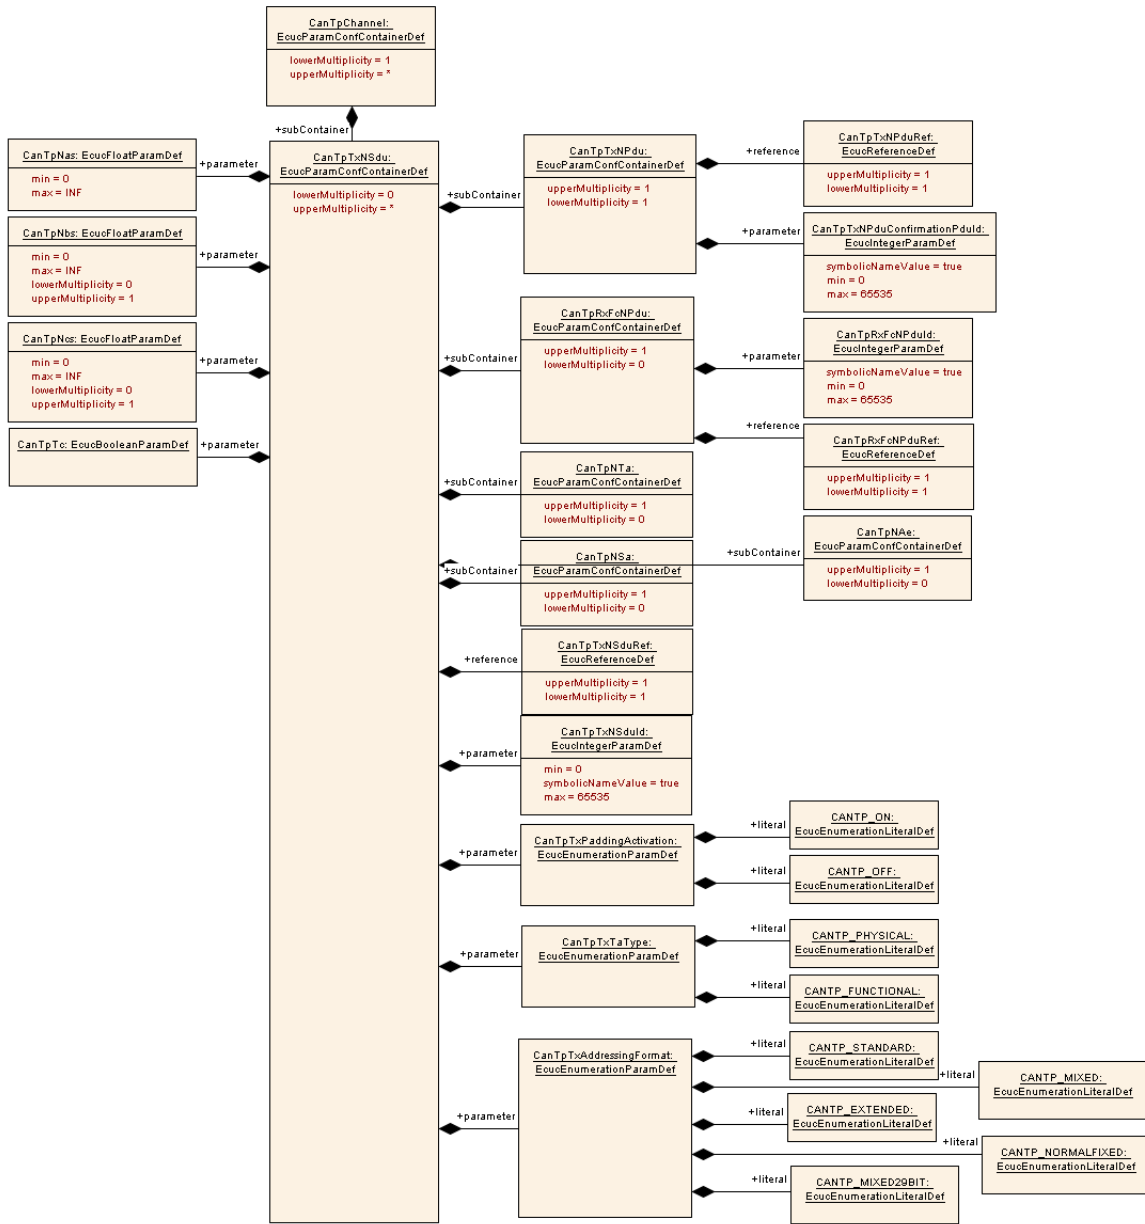 CanTpChannel:
EcucParamConfContainerDef
lowerMultiplicity = 1
upperMultiplicity = *
+subContainer
CanTpTxNSdu:
EcucParamConfContainerDef
lowerMultiplicity = 0
upperMultiplicity = *
CanTpNas: EcucFloatParamDef
min = 0
max = INF
+parameter
CanTpNbs: EcucFloatParamDef
min = 0
max = INF
lowerMultiplicity = 0
upperMultiplicity = 1
+parameter
CanTpNcs: EcucFloatParamDef
min = 0
max = INF
lowerMultiplicity = 0
upperMultiplicity = 1
+parameter
CanTpTc: EcucBooleanParamDef
+parameter
+subContainer
CanTpTxNPdu:
EcucParamConfContainerDef
upperMultiplicity = 1
lowerMultiplicity = 1
+reference
CanTpTxNPduRef:
EcucReferenceDef
upperMultiplicity = 1
lowerMultiplicity = 1
+parameter
CanTpTxNPduConfirmationPduId:
EcucIntegerParamDef
symbolicNameValue = true
min = 0
max = 65535
+subContainer
CanTpRxFcNPdu:
EcucParamConfContainerDef
upperMultiplicity = 1
lowerMultiplicity = 0
+parameter
CanTpRxFcNPduId:
EcucIntegerParamDef
symbolicNameValue = true
min = 0
max = 65535
+reference
CanTpRxFcNPduRef:
EcucReferenceDef
upperMultiplicity = 1
lowerMultiplicity = 1
+subContainer
CanTpNTa:
EcucParamConfContainerDef
upperMultiplicity = 1
lowerMultiplicity = 0
+subContainer
CanTpNAe:
EcucParamConfContainerDef
upperMultiplicity = 1
lowerMultiplicity = 0
+subContainer
CanTpNSa:
EcucParamConfContainerDef
upperMultiplicity = 1
lowerMultiplicity = 0
+reference
CanTpTxNSduRef:
EcucReferenceDef
upperMultiplicity = 1
lowerMultiplicity = 1
+parameter
CanTpTxNSduId:
EcucIntegerParamDef
min = 0
symbolicNameValue = true
max = 65535
+parameter
CanTpTxPaddingActivation:
EcucEnumerationParamDef
+literal
CANTP_ON:
EcucEnumerationLiteralDef
+literal
CANTP_OFF:
EcucEnumerationLiteralDef
+parameter
CanTpTxTaType:
EcucEnumerationParamDef
+literal
CANTP_PHYSICAL:
EcucEnumerationLiteralDef
+literal
CANTP_FUNCTIONAL:
EcucEnumerationLiteralDef
+parameter
CanTpTxAddressingFormat:
EcucEnumerationParamDef
+literal
CANTP_STANDARD:
EcucEnumerationLiteralDef
+literal
CANTP_MIXED:
EcucEnumerationLiteralDef
+literal
CANTP_EXTENDED:
EcucEnumerationLiteralDef
+literal
CANTP_NORMALFIXED:
EcucEnumerationLiteralDef
+literal
CANTP_MIXED29BIT:
EcucEnumerationLiteralDef